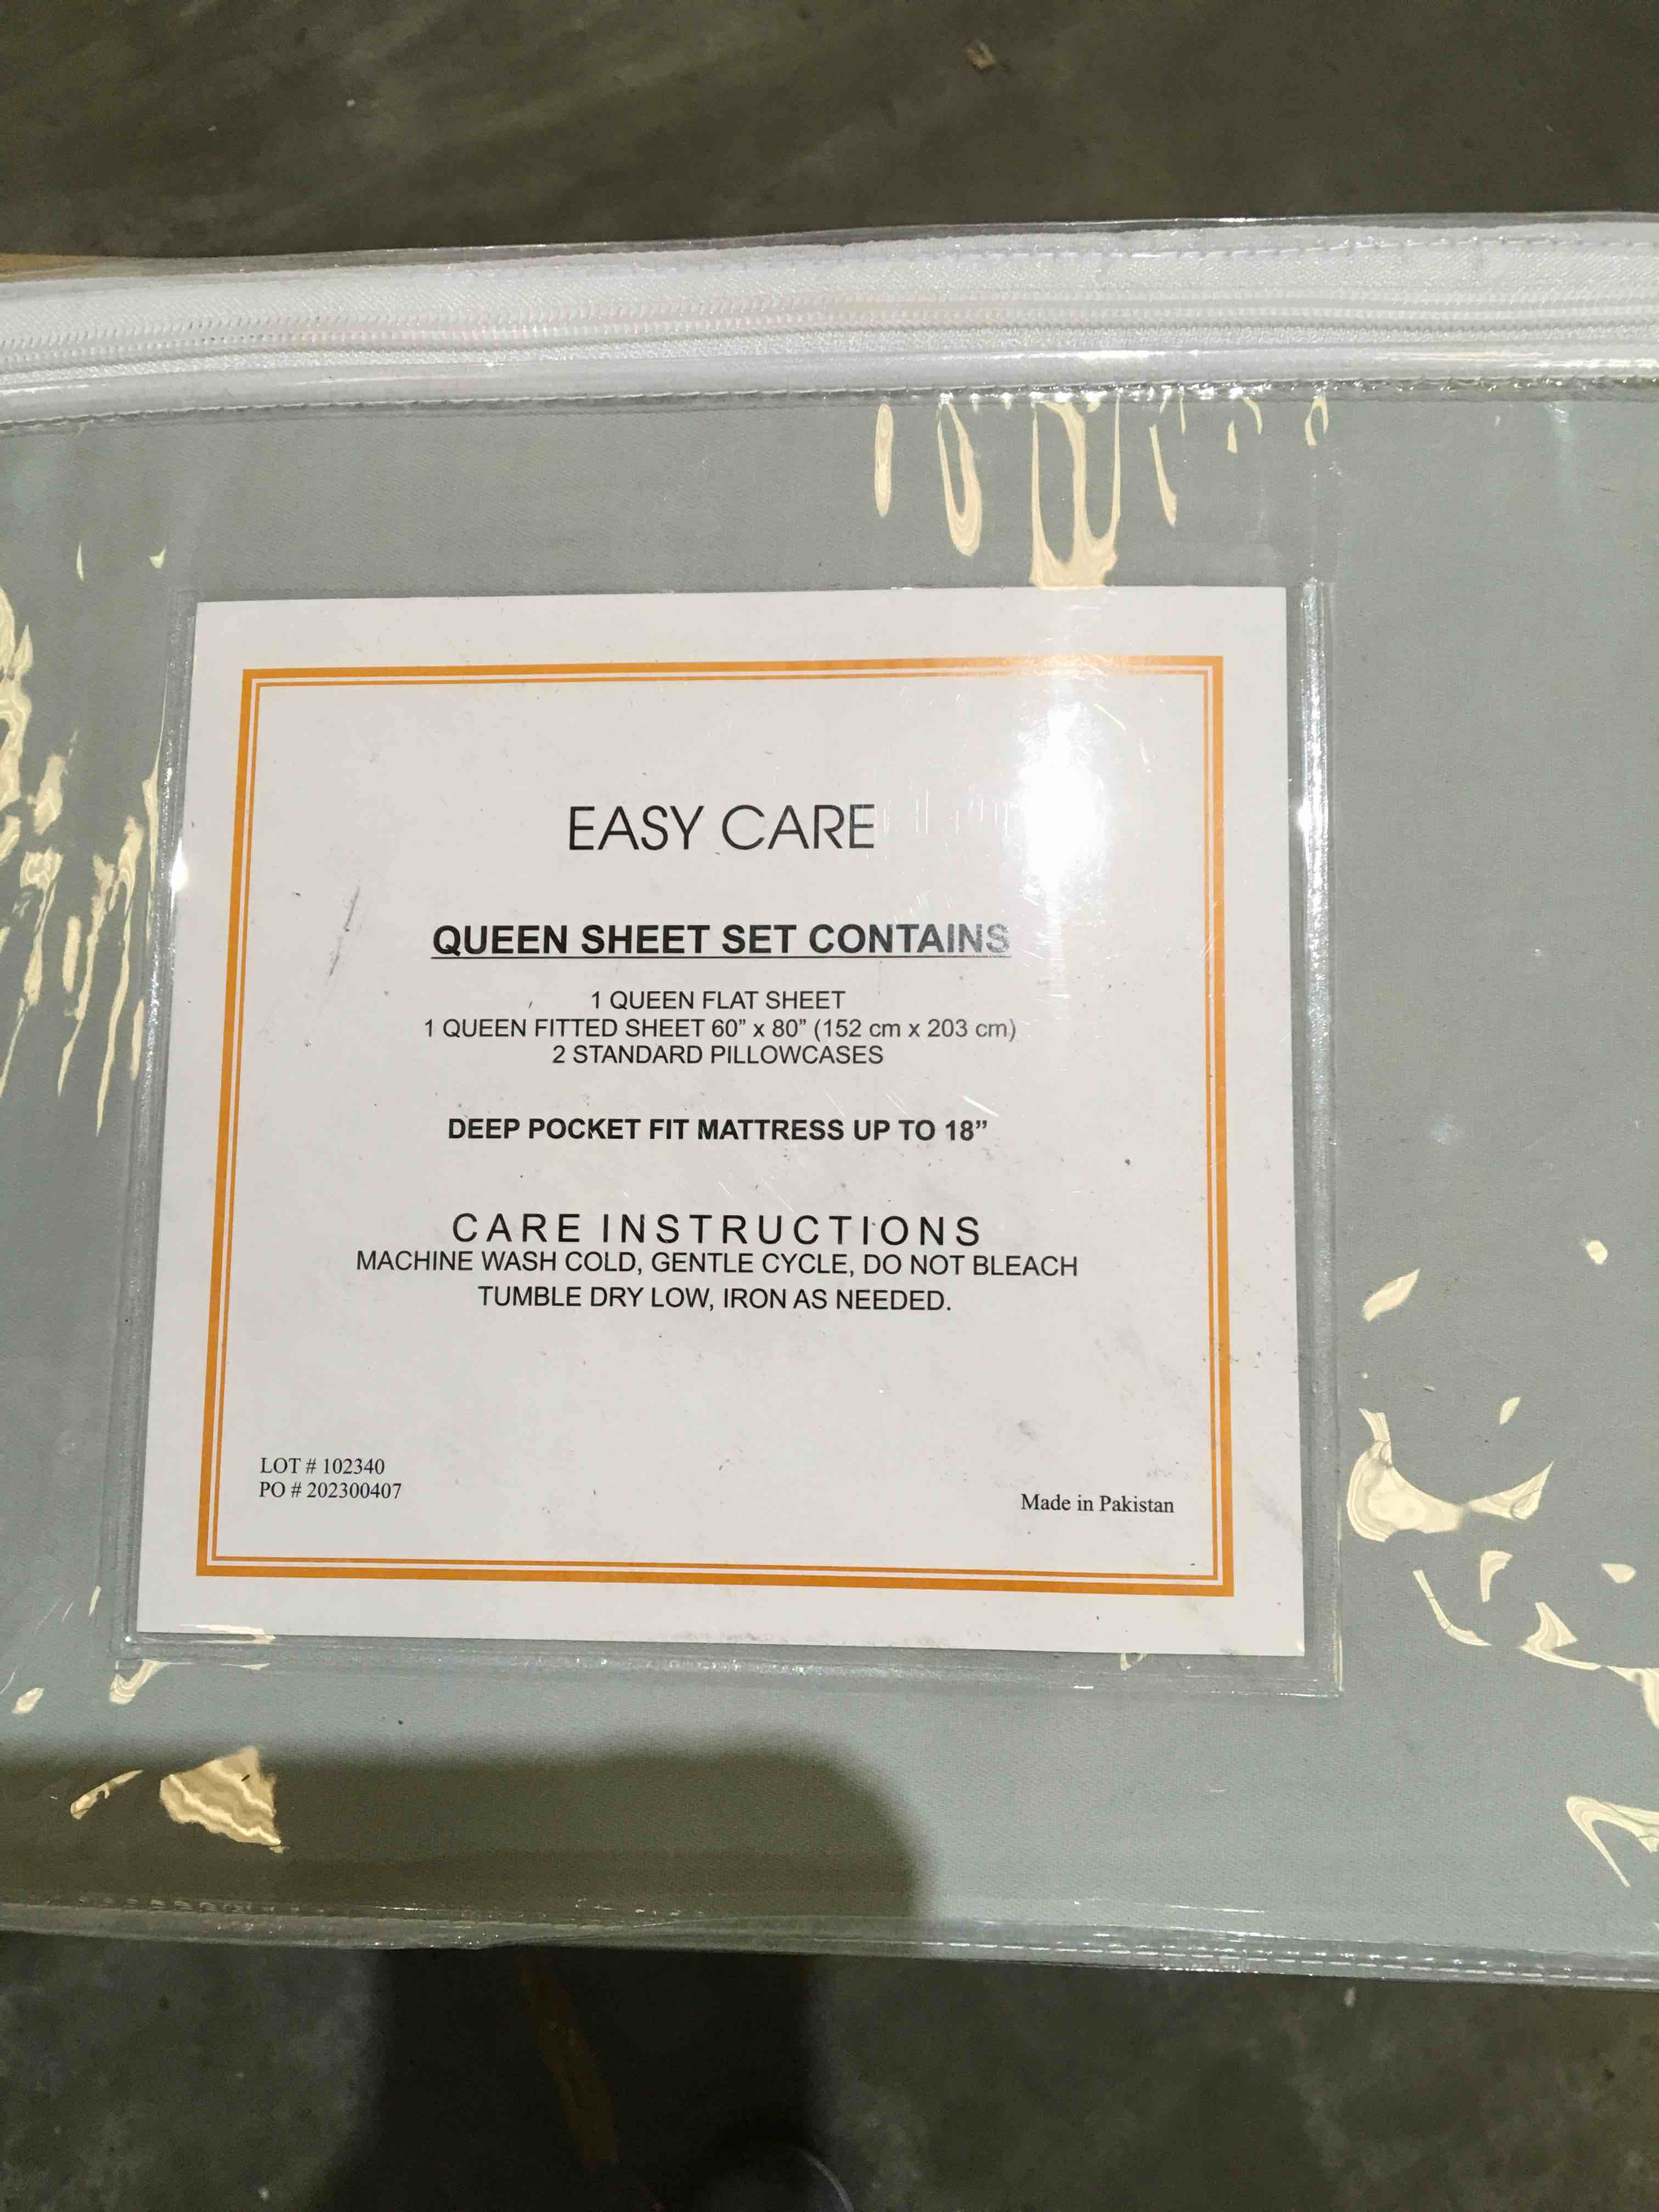 EASY CARE
QUEEN SHEET SET CONTAINS
1 QUEEN FLAT SHEET
1 QUEEN FITTED SHEET 60” x 80” (152 cm x 203 cm)
2 STANDARD PILLOWCASES
DEEP POCKET FIT MATTRESS UP TO 18”
CARE INSTRUCTIONS
MACHINE WASH COLD, GENTLE CYCLE, DO NOT BLEACH
TUMBLE DRY LOW, IRON AS NEEDED.
LOT # 102340
PO # 202300407
Made in Pakistan